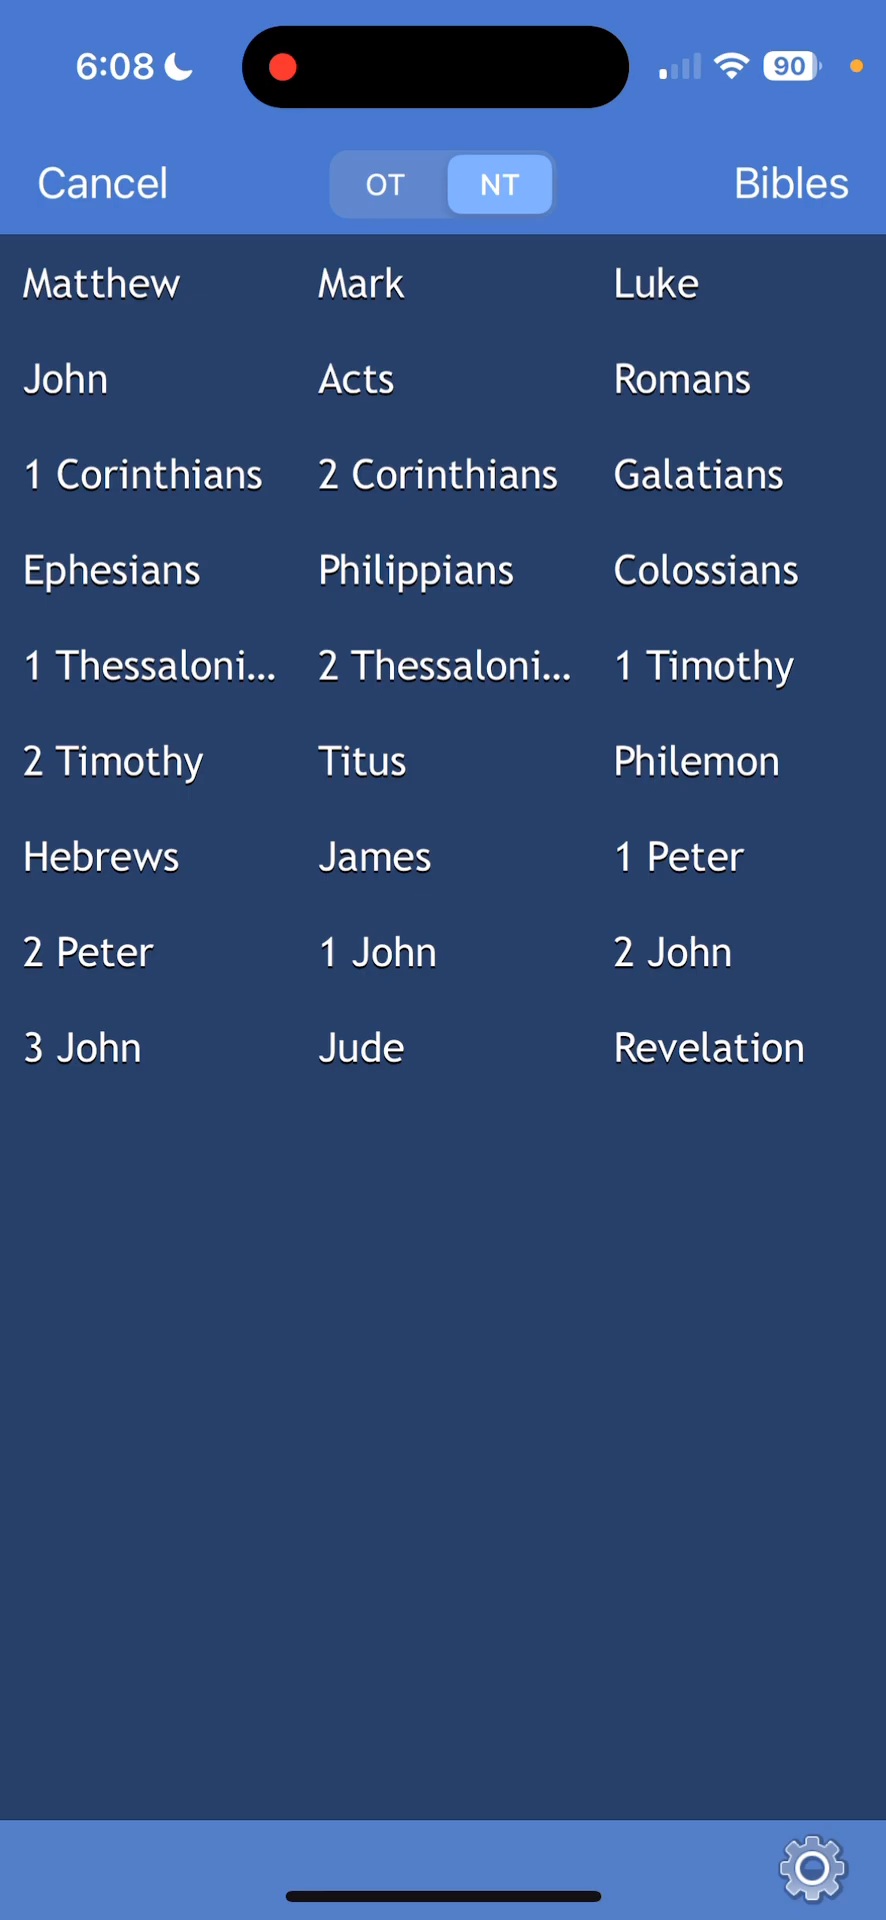 6:08 90
Cancel OT NT Bibles
Matthew Mark Luke
John Acts Romans
1 Corinthians 2 Corinthians Galatians
Ephesians Philippians Colossians
1 Thessaloni... 2 Thessaloni... 1 Timothy
2 Timothy Titus Philemon
Hebrews James 1 Peter
2 Peter 1 John 2 John
3 John Jude Revelation